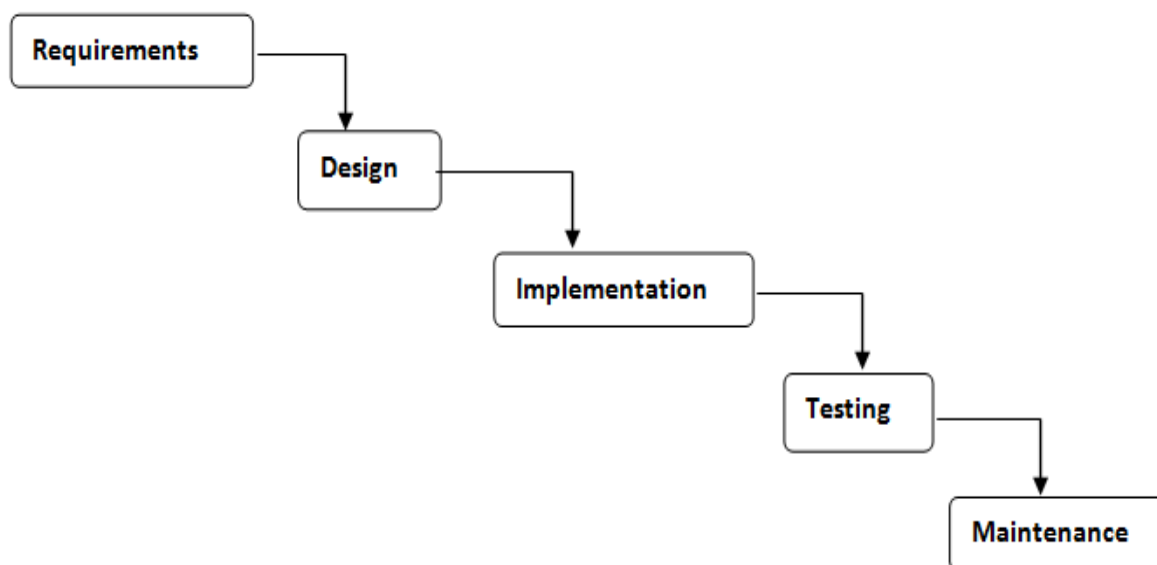 Requirements
Design
Implementation
Testing
Maintenance